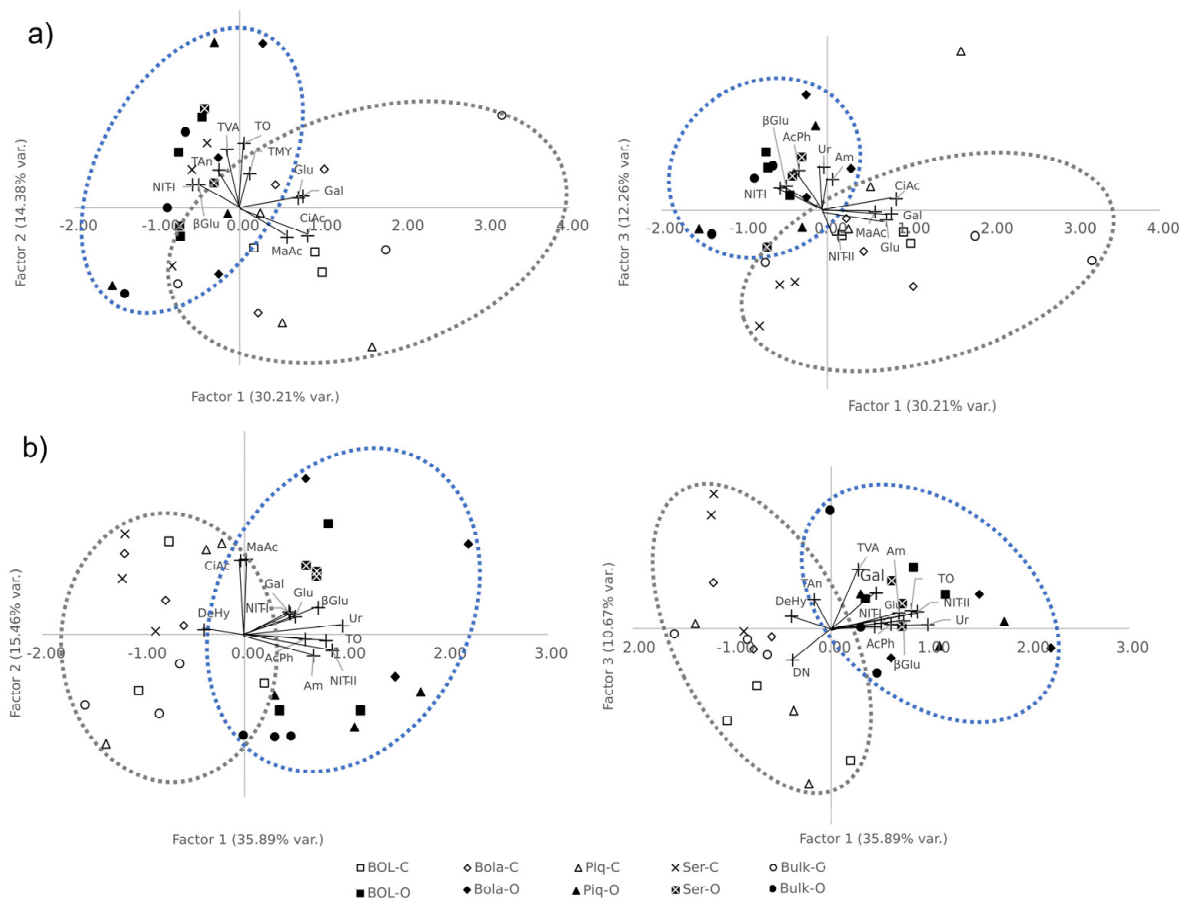 a)
Factor 2 (14.38% var.)
TVA
TO
TAn
TMY
NIT-I
βGlu
Glu
Gal
CiAc
MaAc
-2.00
-1.00
0.00
1.00
2.00
3.00
4.00
Factor 1 (30.21% var.)
Factor 3 (12.26% var.)
βGlu
AcPh
Ur
Am
NIT-I
CiAc
Gal
MaAc
Glu
NIT-II
-2.00
-1.00
0.00
1.00
2.00
3.00
4.00
Factor 1 (30.21% var.)
b)
Factor 2 (15.46% var.)
MaAc
CiAc
Gal
NIT-I
Glu
βGlu
DeHy
Ur
TO
AcPh
NIT-II
Am
-2.00
-1.00
0.00
1.00
2.00
3.00
Factor 1 (35.89% var.)
Factor 3 (10.67% var.)
TVA
Am
Gal
TO
TAn
DeHy
Glu
NIT-II
NIT-I
Ur
AcPh
βGlu
DN
-2.00
-1.00
0.00
1.00
2.00
3.00
Factor 1 (35.89% var.)
BOL-C Bola-C Piq-C Ser-C Bulk-G
BOL-O Bola-O Piq-O Ser-O Bulk-O